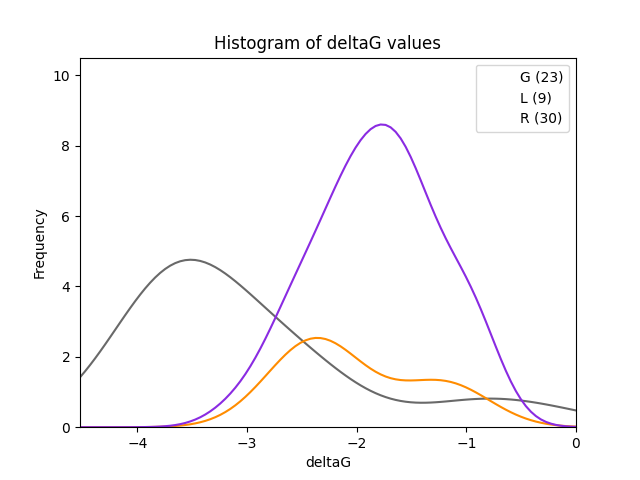 Histogram of deltaG values
G (23)
L (9)
R (30)
10
8
6
4
2
0
Frequency
−4
−3
−2
−1
0
deltaG